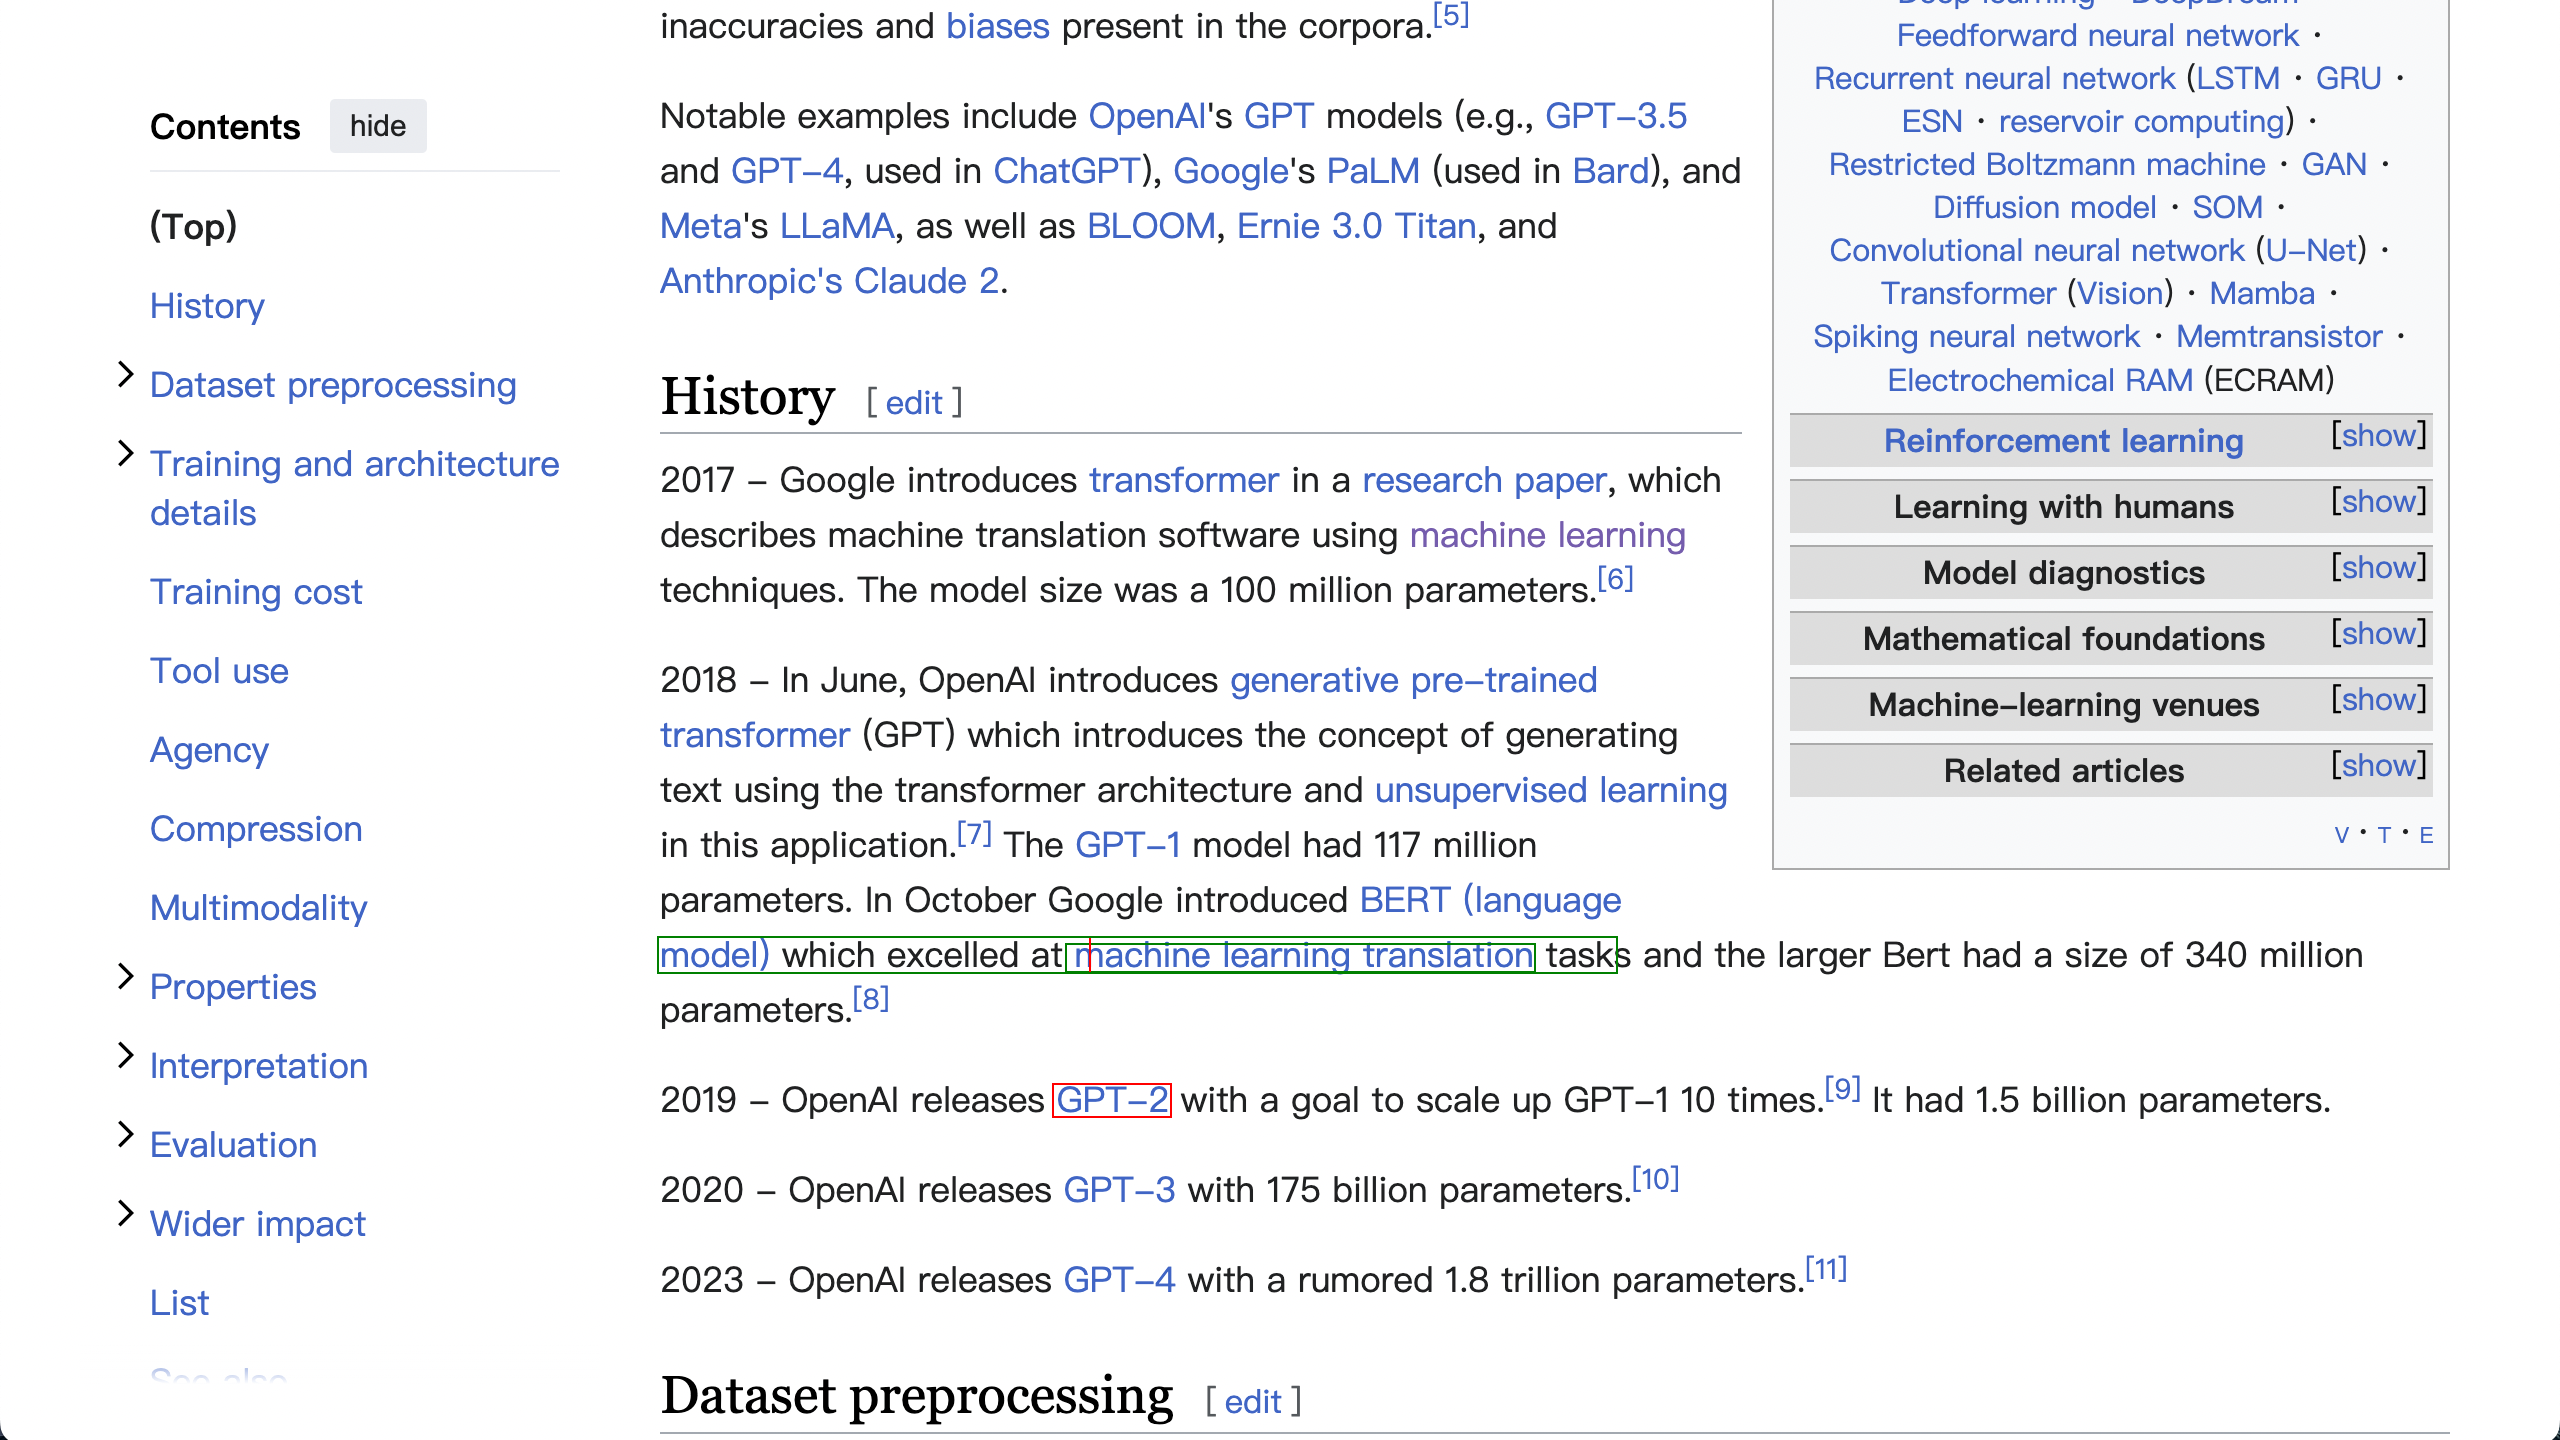 Contents hide
(Top)
History
Dataset preprocessing
Training and architecture
details
Training cost
Tool use
Agency
Compression
Multimodality
Properties
Interpretation
Evaluation
Wider impact
List
See also
inaccuracies and biases present in the corpora.[5]
Notable examples include OpenAI's GPT models (e.g., GPT–3.5
and GPT–4, used in ChatGPT), Google's PaLM (used in Bard), and
Meta's LLaMA, as well as BLOOM, Ernie 3.0 Titan, and
Anthropic's Claude 2.
History [ edit ]
2017 – Google introduces transformer in a research paper, which
describes machine translation software using machine learning
techniques. The model size was a 100 million parameters.[6]
2018 – In June, OpenAI introduces generative pre–trained
transformer (GPT) which introduces the concept of generating
text using the transformer architecture and unsupervised learning
in this application.[7] The GPT–1 model had 117 million
parameters. In October Google introduced BERT (language
model) which excelled at machine learning translation tasks and the larger Bert had a size of 340 million
parameters.[8]
2019 – OpenAI releases GPT–2 with a goal to scale up GPT–1 10 times.[9] It had 1.5 billion parameters.
2020 – OpenAI releases GPT–3 with 175 billion parameters.[10]
2023 – OpenAI releases GPT–4 with a rumored 1.8 trillion parameters.[11]
Dataset preprocessing [ edit ]
Deep learning · DeepDream
Feedforward neural network ·
Recurrent neural network (LSTM · GRU ·
ESN · reservoir computing) ·
Restricted Boltzmann machine · GAN ·
Diffusion model · SOM ·
Convolutional neural network (U–Net) ·
Transformer (Vision) · Mamba ·
Spiking neural network · Memtransistor ·
Electrochemical RAM (ECRAM)
Reinforcement learning [show]
Learning with humans [show]
Model diagnostics [show]
Mathematical foundations [show]
Machine–learning venues [show]
Related articles [show]
V · T · E